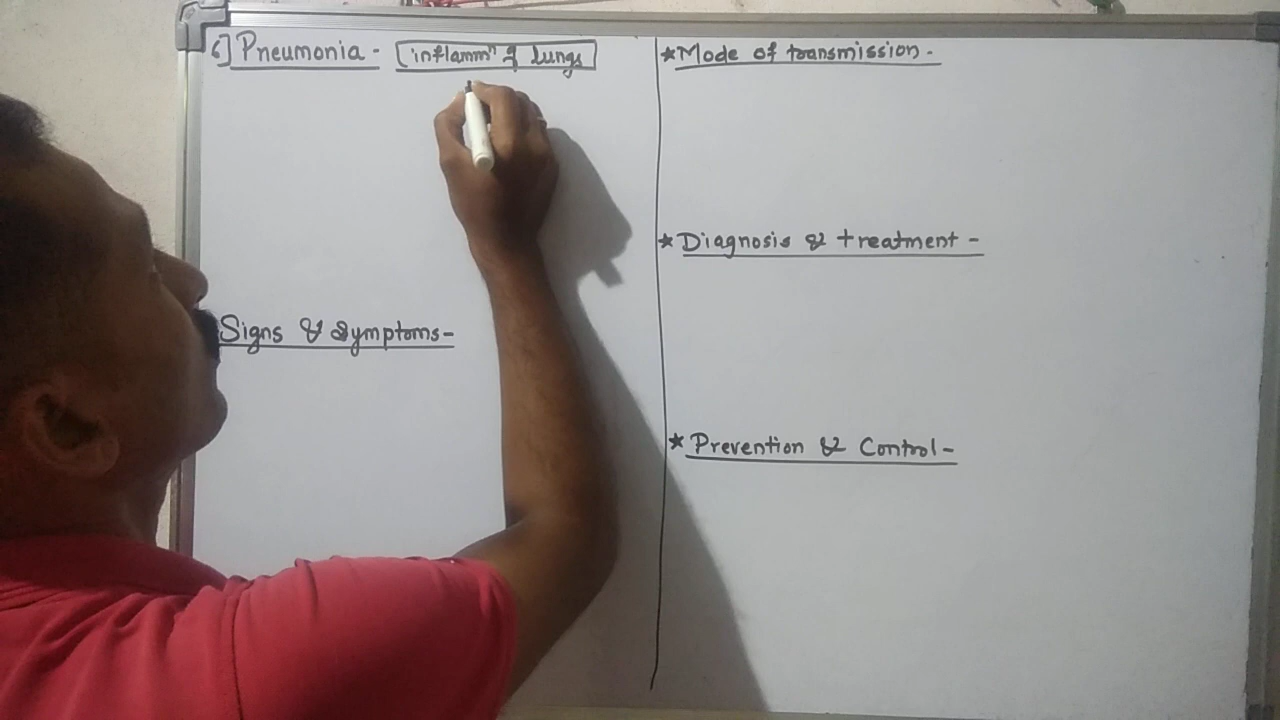 6] Pneumonia - inflammⁿ of lungs
Signs & Symptoms-
* Mode of transmission -
* Diagnosis & treatment -
* Prevention & Control -